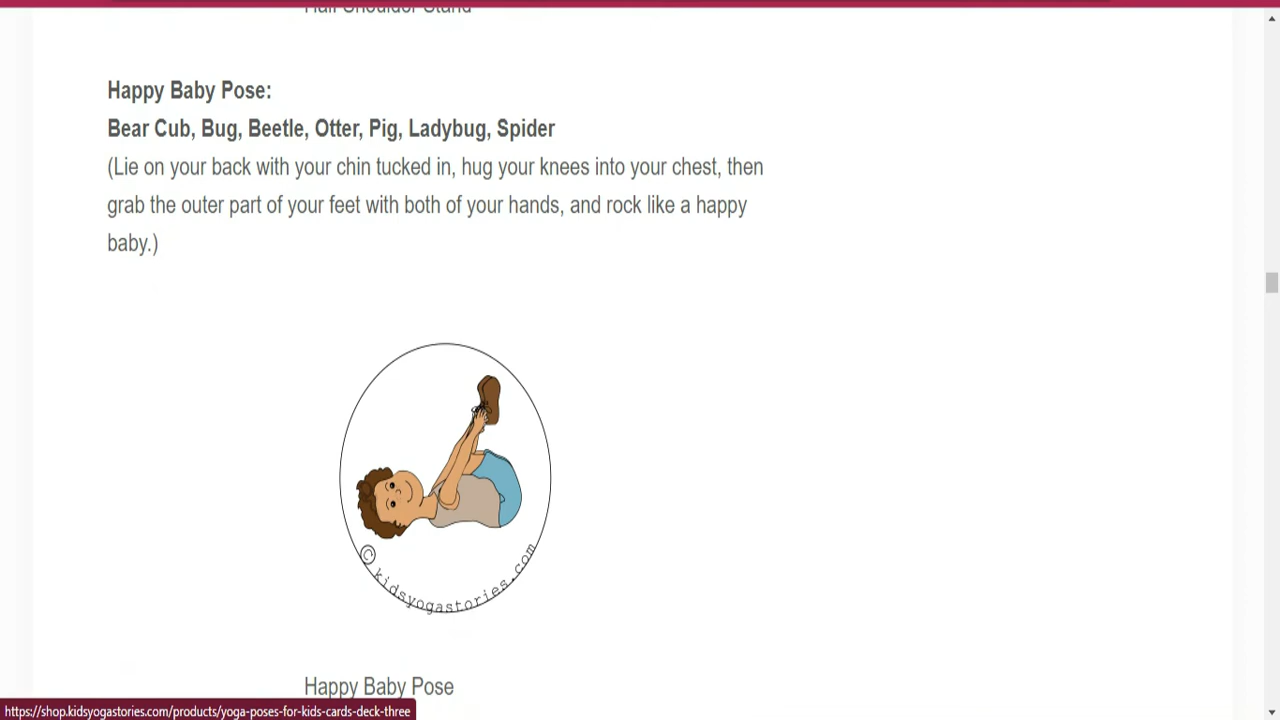 Half Shoulder Stand
Happy Baby Pose:
Bear Cub, Bug, Beetle, Otter, Pig, Ladybug, Spider
(Lie on your back with your chin tucked in, hug your knees into your chest, then
grab the outer part of your feet with both of your hands, and rock like a happy
baby.)
© kidsyogastories.com
Happy Baby Pose
https://shop.kidsyogastories.com/products/yoga-poses-for-kids-cards-deck-three